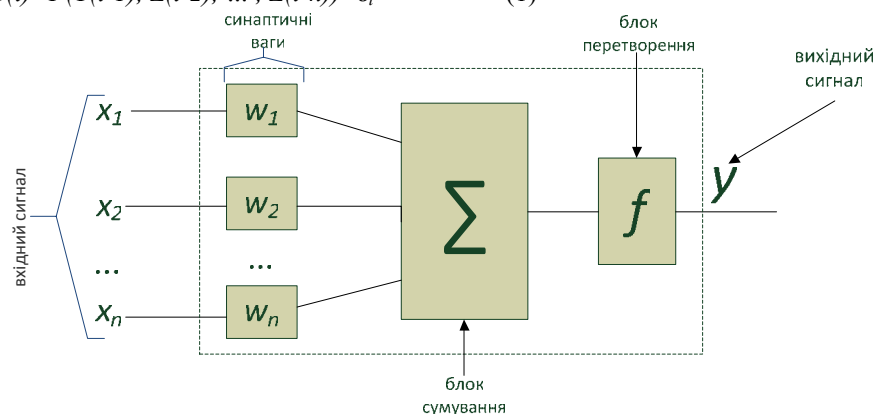 синаптичні
ваги
блок
перетворення
вихідний
сигнал
вхідний сигнал
x₁
w₁
x₂
w₂
∑
f
y
...
...
xₙ
wₙ
блок
сумування